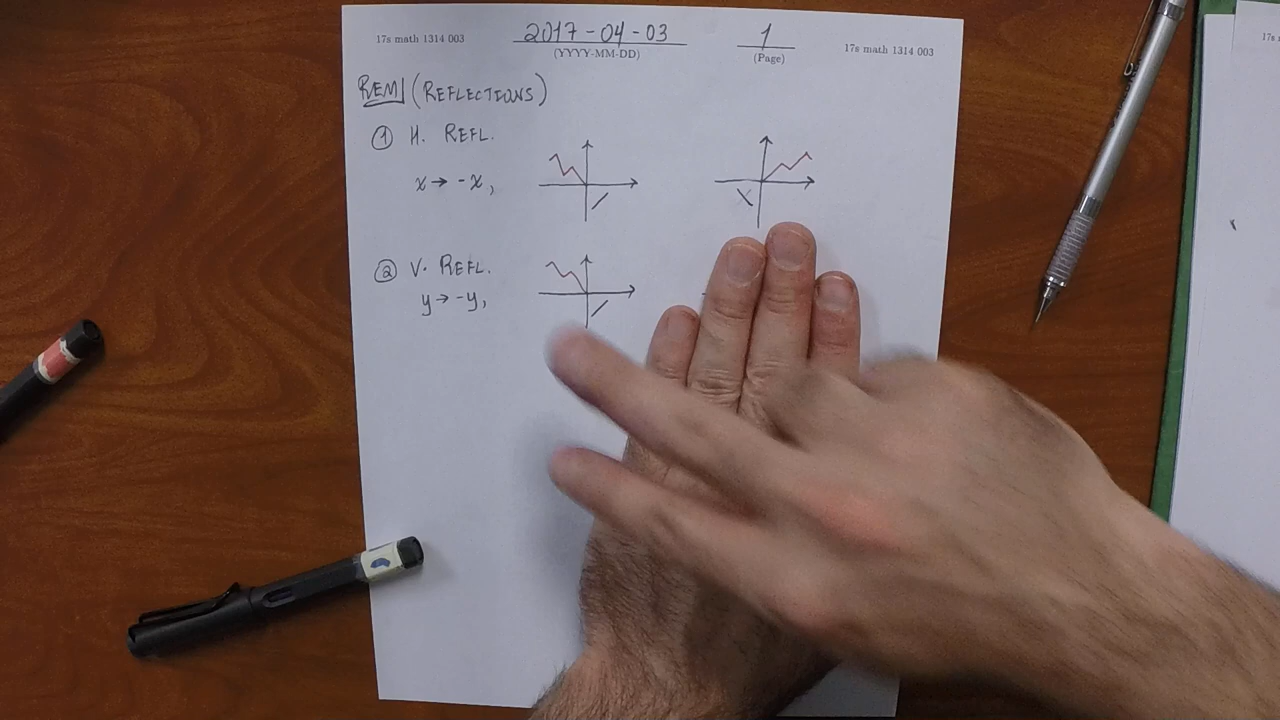 17s math 1314 003 2017-04-03 1 17s math 1314 003
(YYYY-MM-DD) (Page)
REM (REFLECTIONS)
① H. REFL.
x → -x,
② V. REFL.
y → -y,